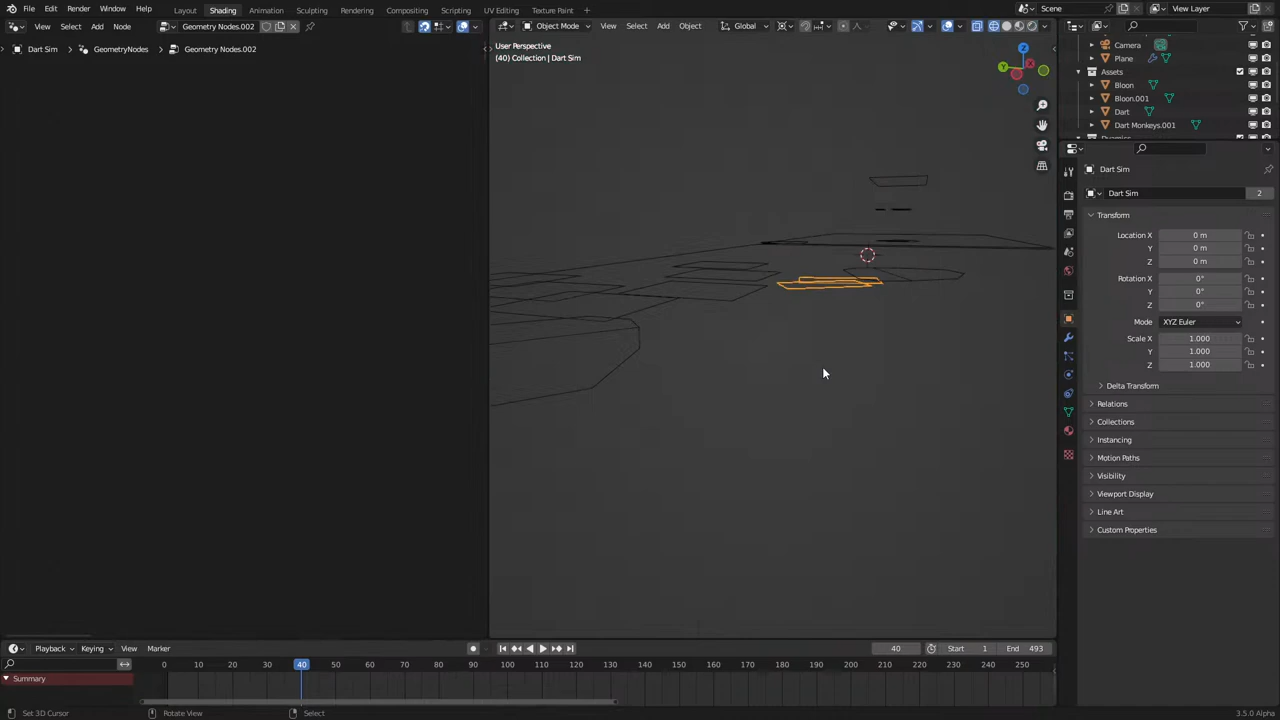 File Edit Render Window Help
Layout Shading Animation Sculpting Rendering Compositing Scripting UV Editing Texture Paint
Scene
View Layer
View Select Add Node
Geometry Nodes.002
Object Mode
View Select Add Object
Global
Dart Sim
GeometryNodes
Geometry Nodes.002
User Perspective
(40) Collection | Dart Sim
Z
Y
X
Camera
Plane
Assets
Bloon
Bloon.001
Dart
Dart Monkeys.001
Dart Sim
Dart Sim 2
Transform
Location X 0 m
Y 0 m
Z 0 m
Rotation X 0°
Y 0°
Z 0°
Mode XYZ Euler
Scale X 1.000
Y 1.000
Z 1.000
Delta Transform
Relations
Collections
Instancing
Motion Paths
Visibility
Viewport Display
Line Art
Custom Properties
Playback Keying View Marker
40 Start 1 End 493
0 10 20 30 40 50 60 70 80 90 100 110 120 130 140 150 160 170 180 190 200 210 220 230 240 250
Summary
Set 3D Cursor Rotate View Select 3.5.0 Alpha